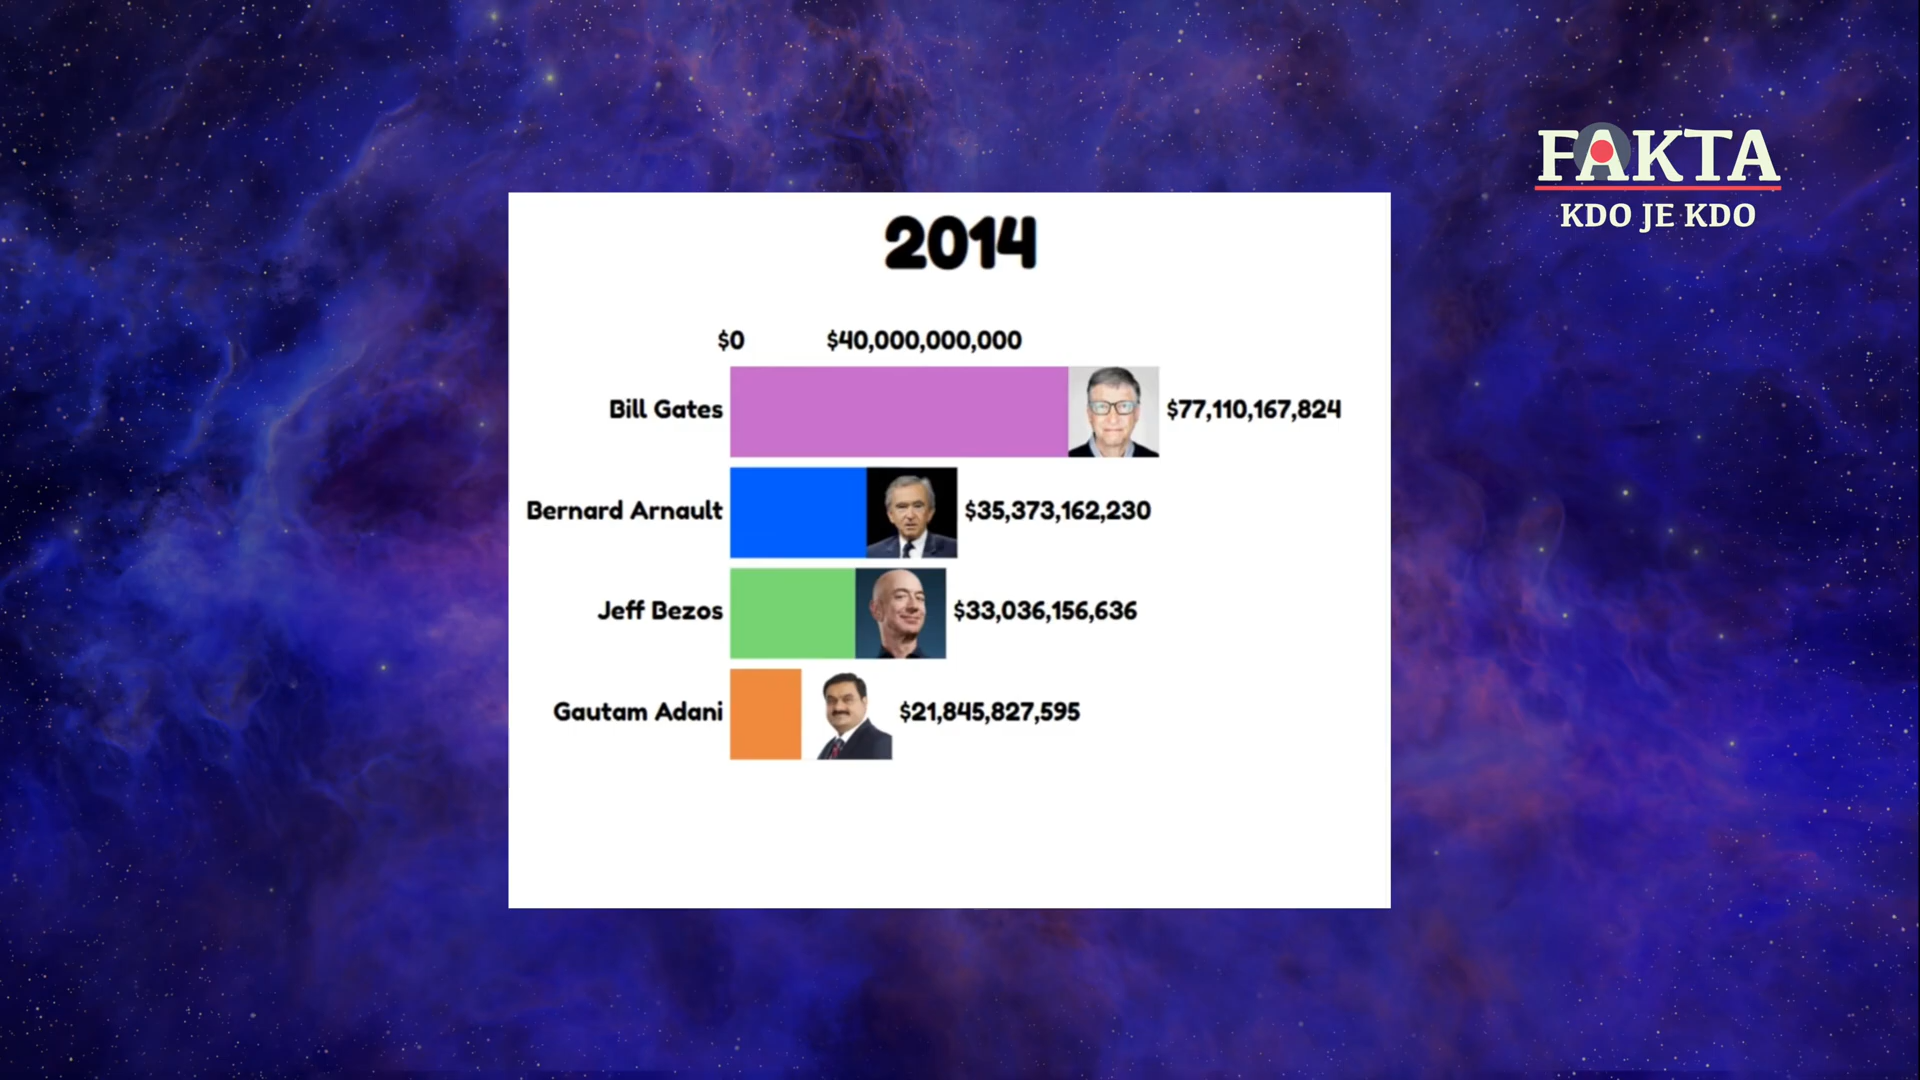 FAKTA
KDO JE KDO
2014
$0 $40,000,000,000
Bill Gates $77,110,167,824
Bernard Arnault $35,373,162,230
Jeff Bezos $33,036,156,636
Gautam Adani $21,845,827,595